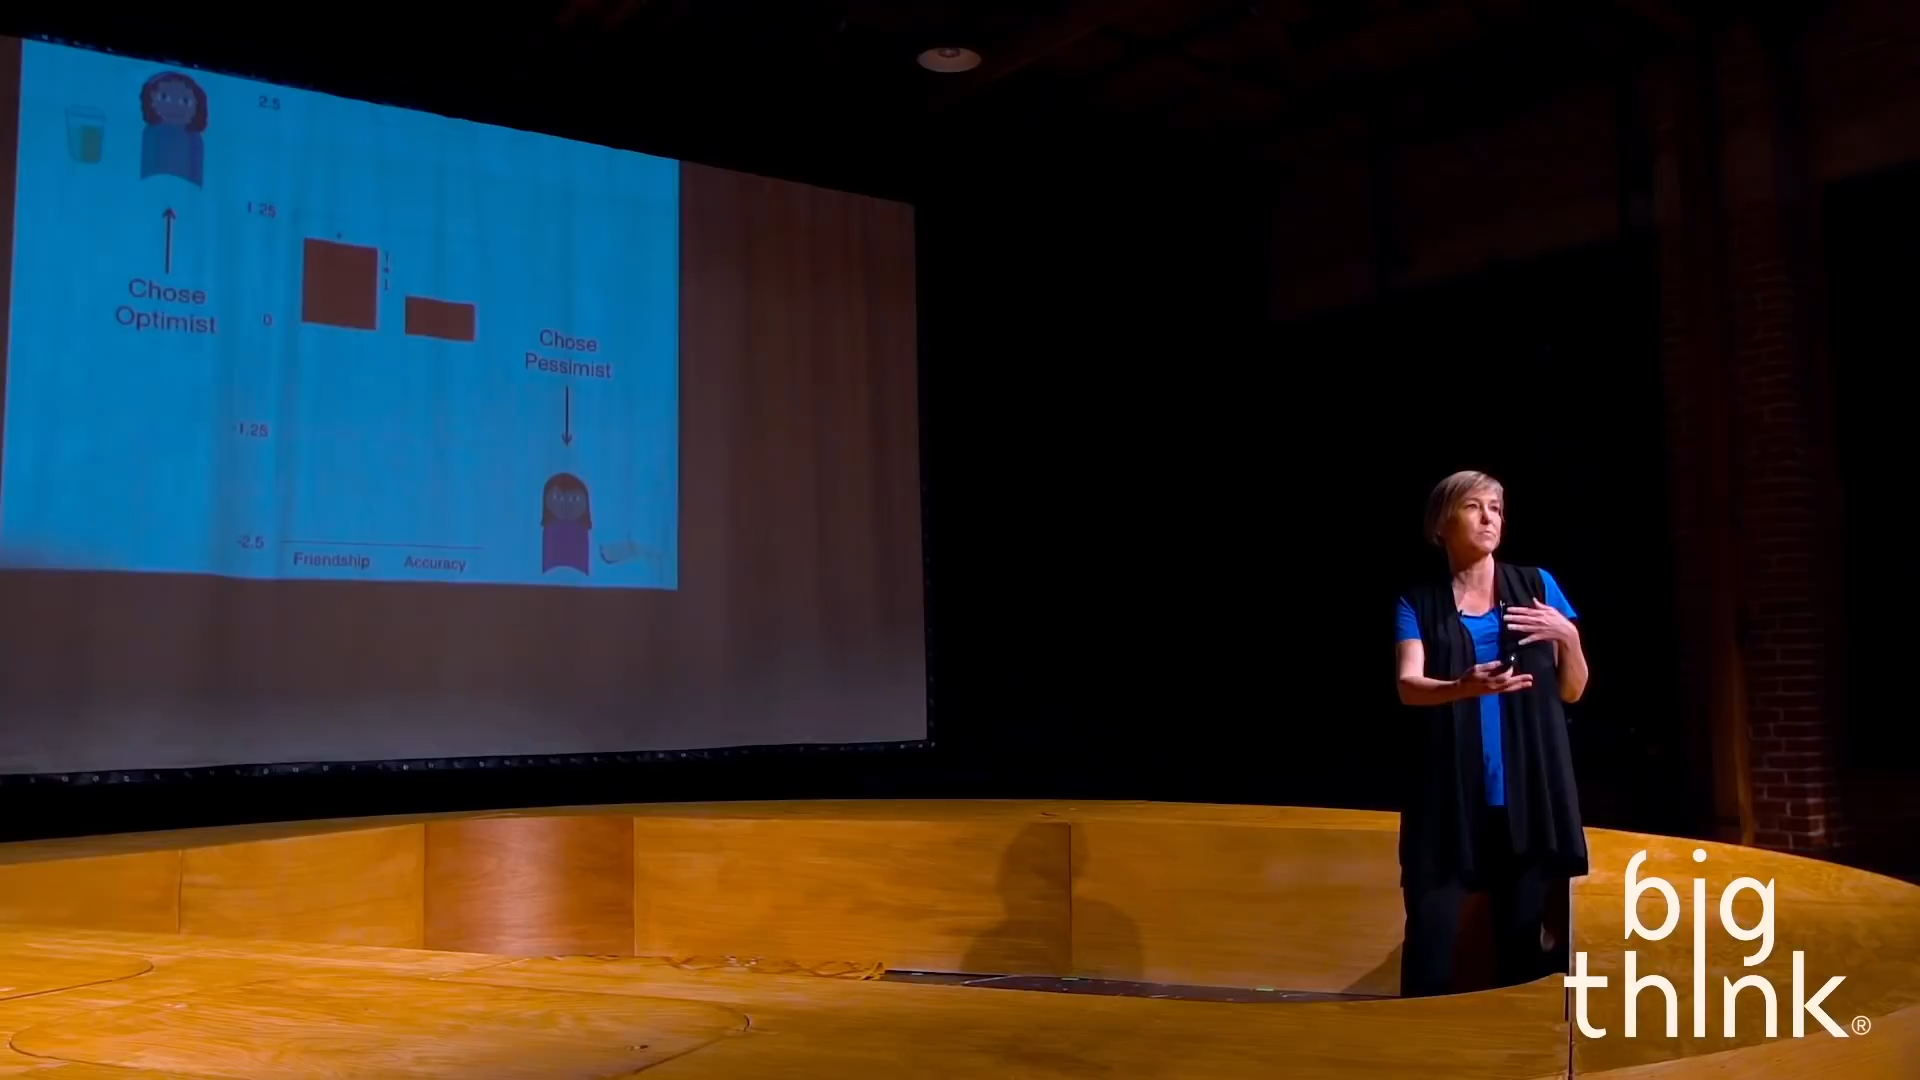 2.5
1.25
Chose
Optimist
0
Chose
Pessimist
-1.25
-2.5
Friendship Accuracy
big
think®